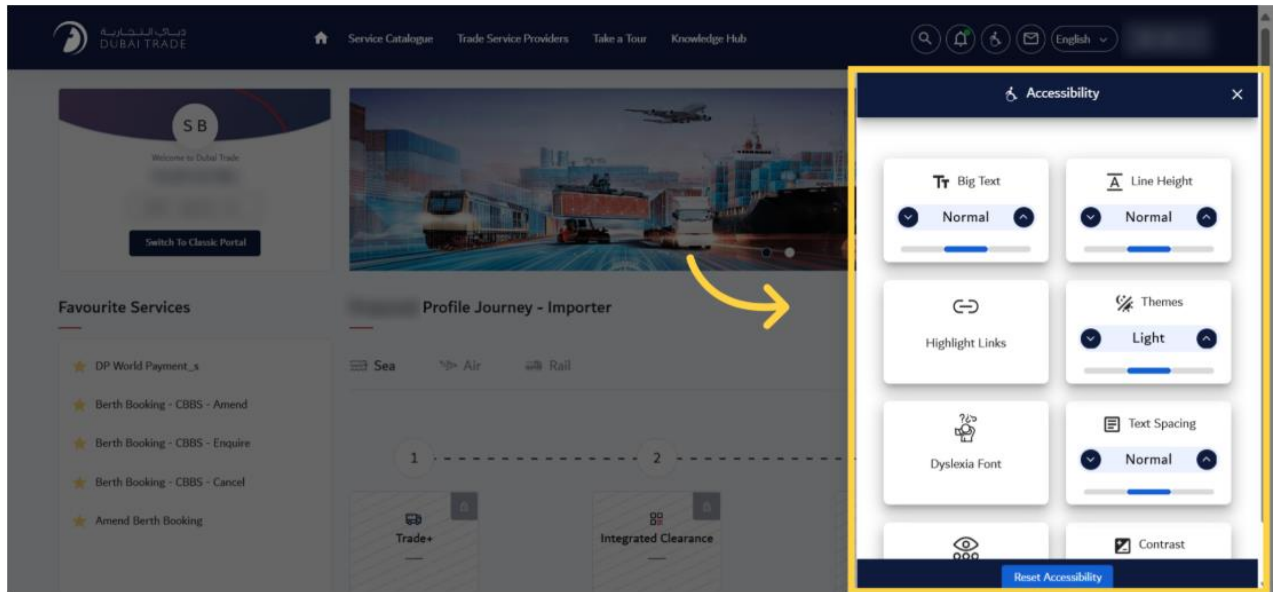 دبي التجارية
DUBAI TRADE
Service Catalogue
Trade Service Providers
Take a Tour
Knowledge Hub
English
S B
Welcome to Dubai Trade
Switch To Classic Portal
Favourite Services
DP World Payment_s
Berth Booking - CBBS - Amend
Berth Booking - CBBS - Enquire
Berth Booking - CBBS - Cancel
Amend Berth Booking
Profile Journey - Importer
Sea
Air
Rail
1
2
Trade+
Integrated Clearance
Accessibility
Big Text
Normal
Line Height
Normal
Highlight Links
Themes
Light
Dyslexia Font
Text Spacing
Normal
Contrast
Reset Accessibility